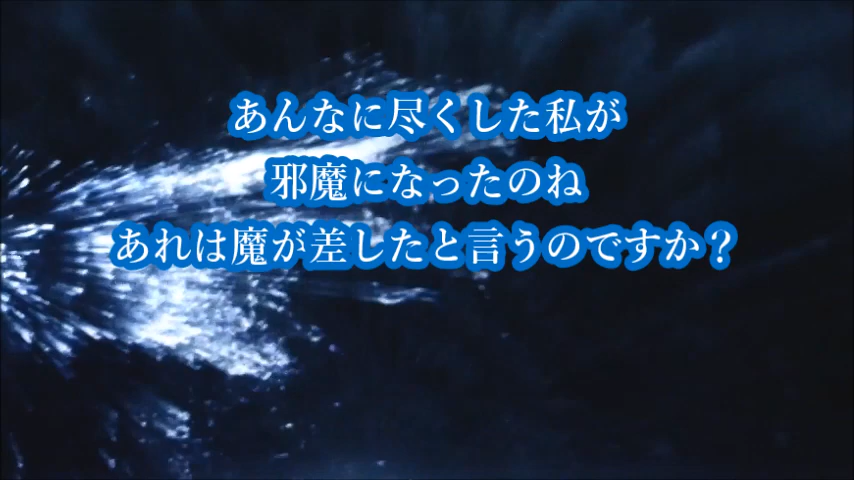 あんなに尽くした私が
邪魔になったのね
あれは魔が差したと言うのですか？